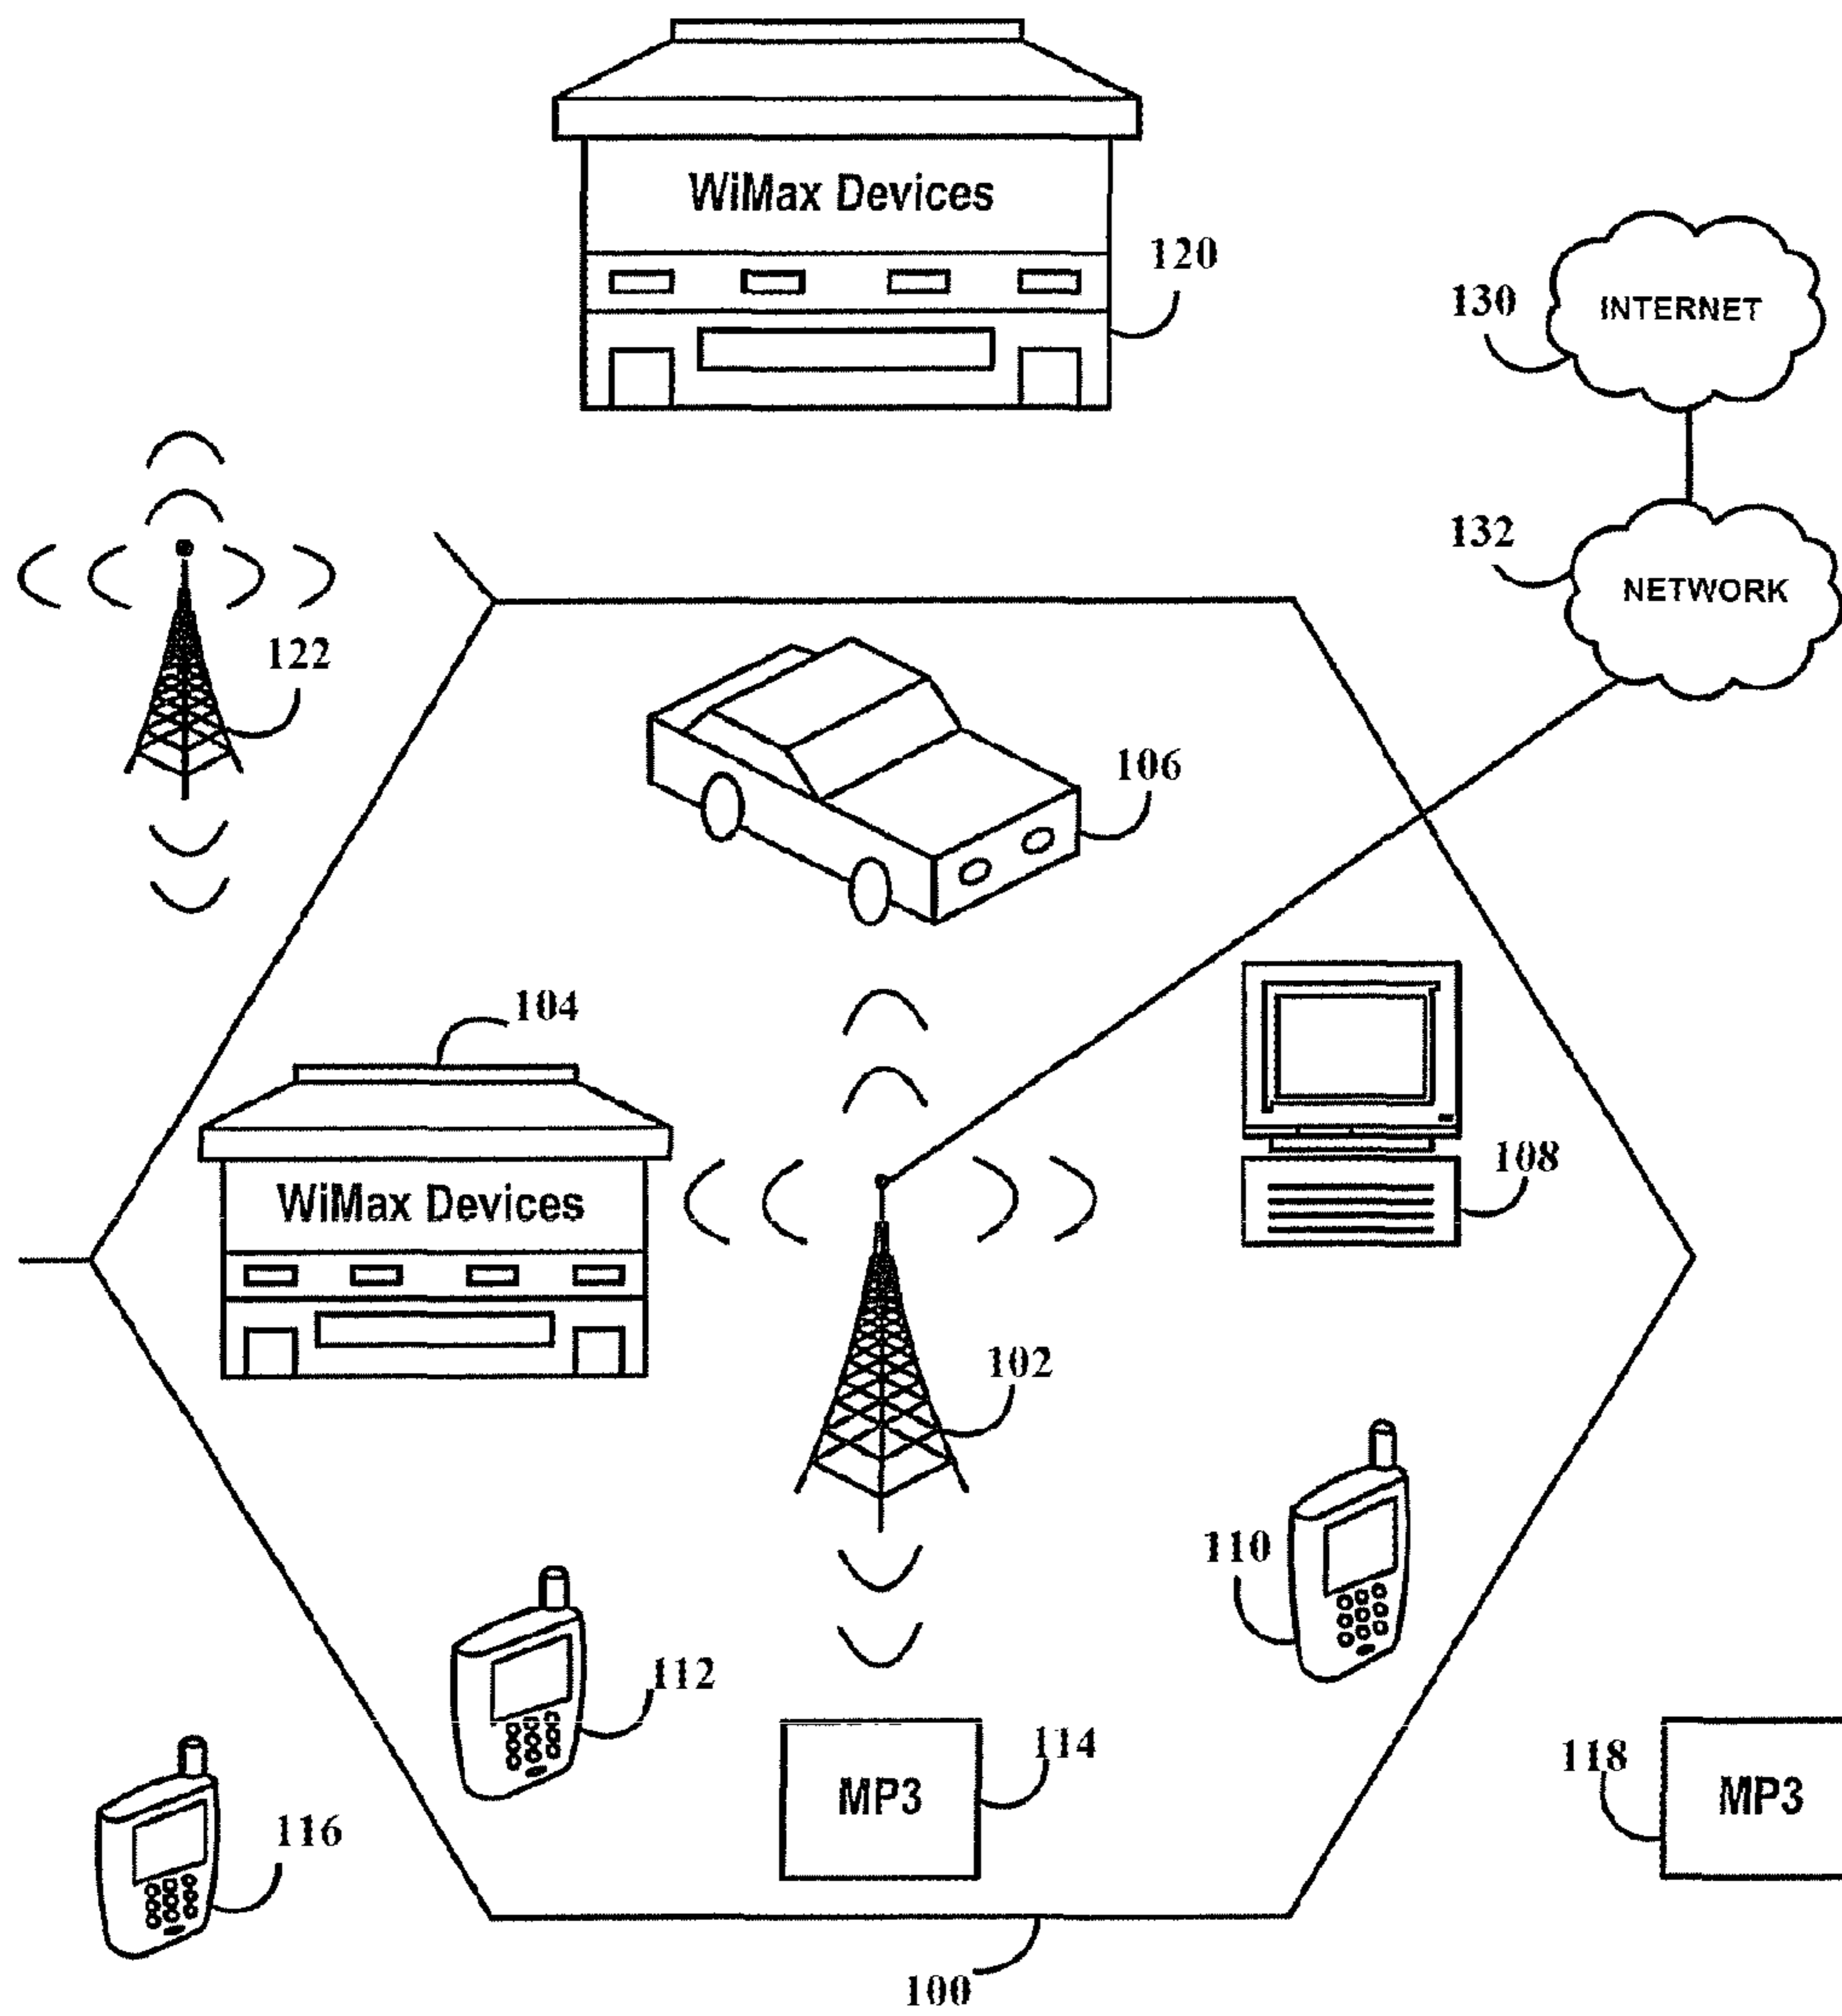 WiMax Devices
120
130
INTERNET
132
NETWORK
122
106
104
WiMax Devices
108
102
110
112
114
MP3
118
MP3
116
100